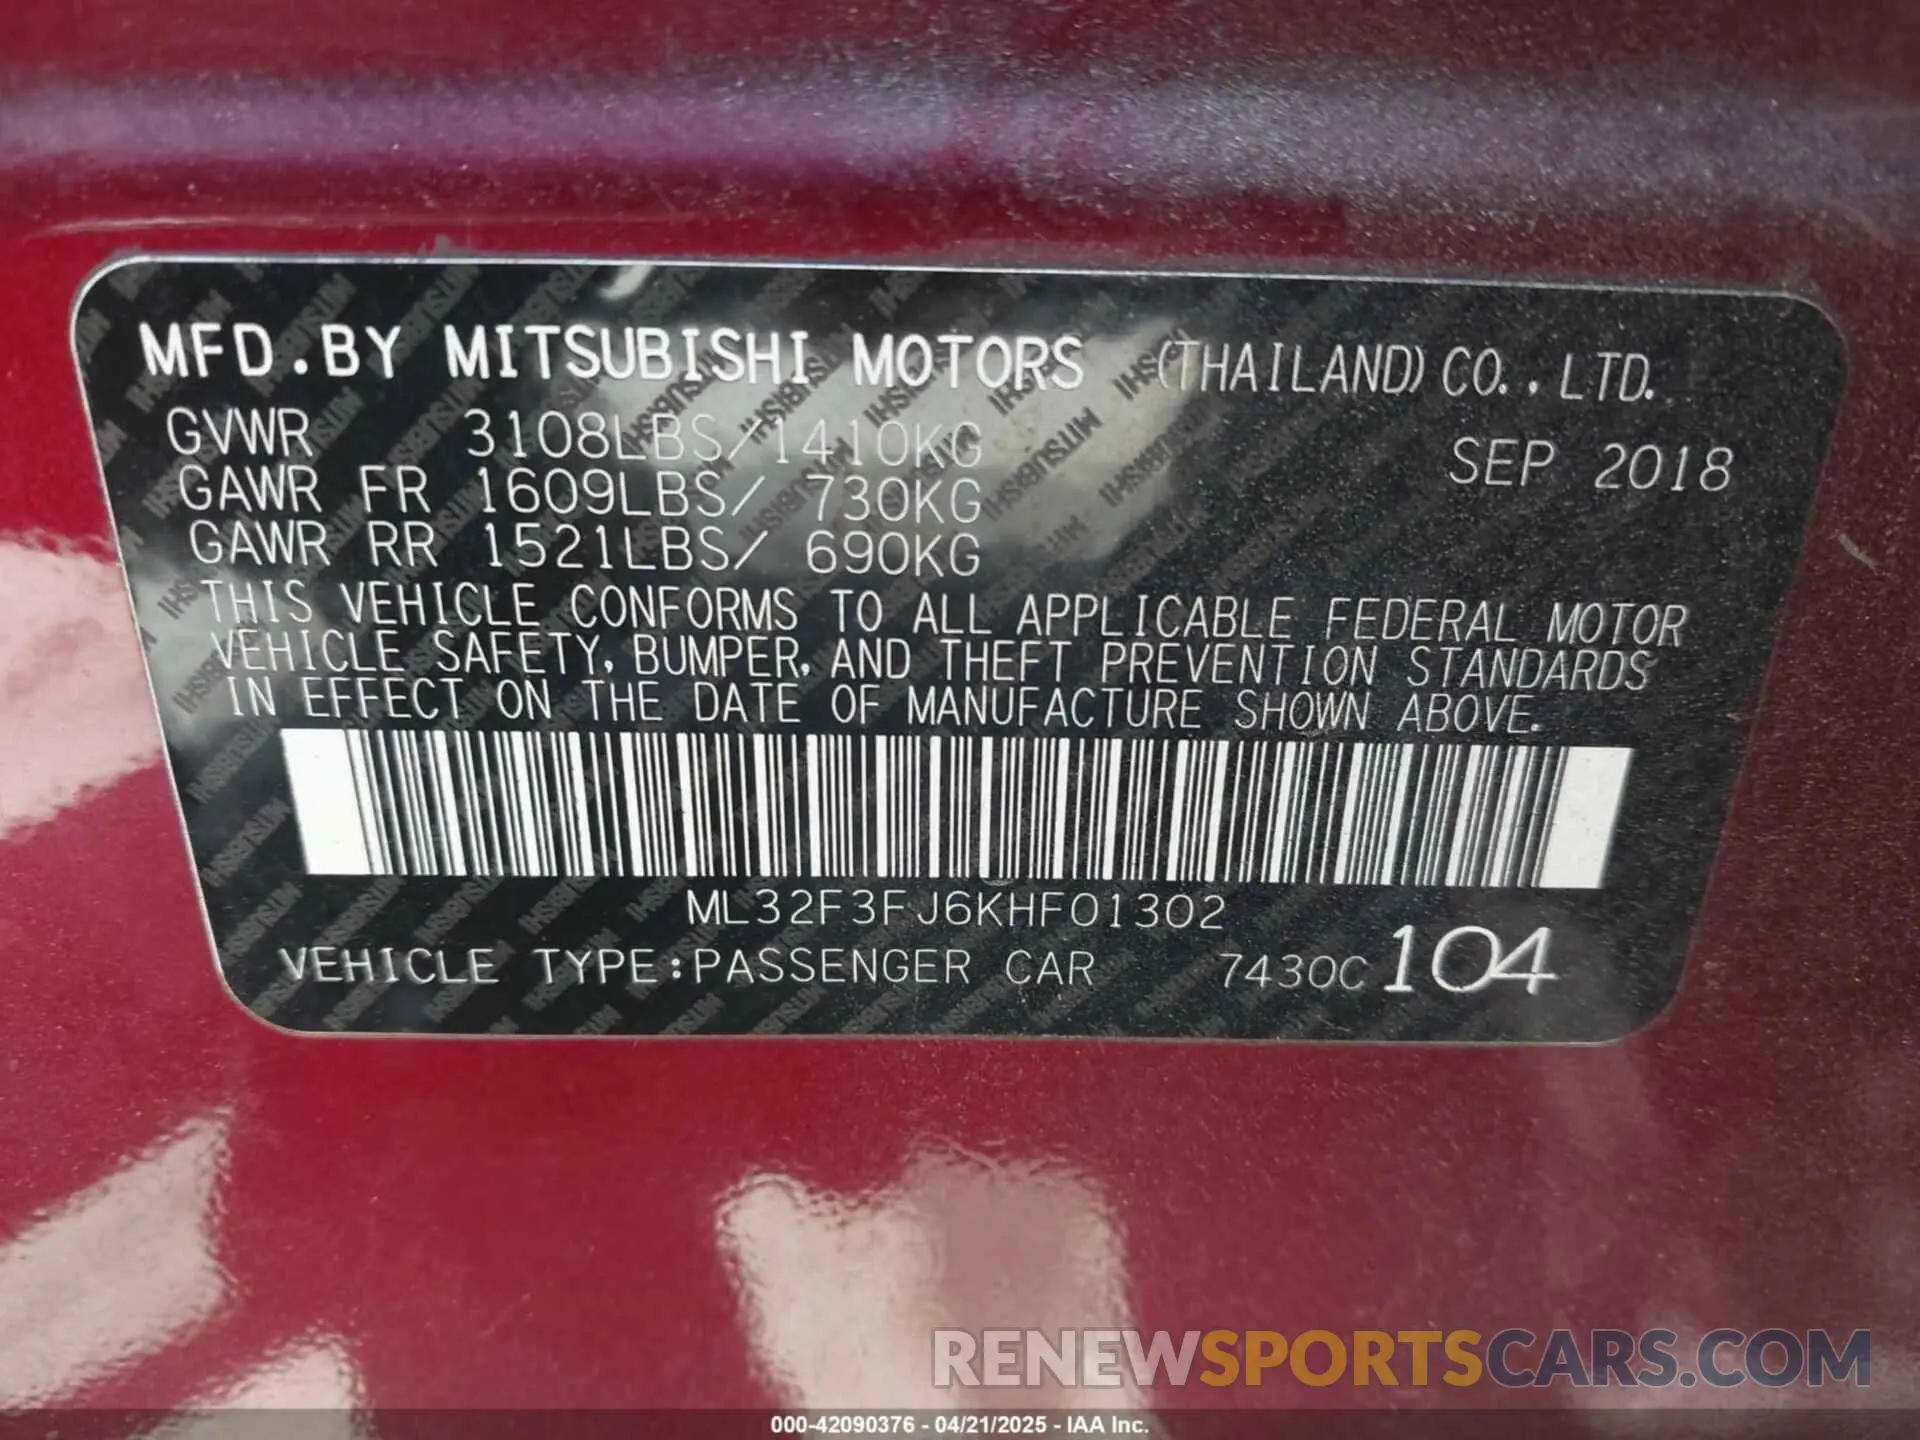 MFD.BY MITSUBISHI MOTORS (THAILAND) CO.,LTD.
GVWR 3108LBS/1410KG SEP 2018
GAWR FR 1609LBS/ 730KG
GAWR RR 1521LBS/ 690KG
THIS VEHICLE CONFORMS TO ALL APPLICABLE FEDERAL MOTOR
VEHICLE SAFETY, BUMPER, AND THEFT PREVENTION STANDARDS
IN EFFECT ON THE DATE OF MANUFACTURE SHOWN ABOVE.
ML32F3FJ6KHF01302
VEHICLE TYPE:PASSENGER CAR 7430C 104
RENEWSPORTSCARS.COM
000-42090376 - 04/21/2025 - IAA Inc.